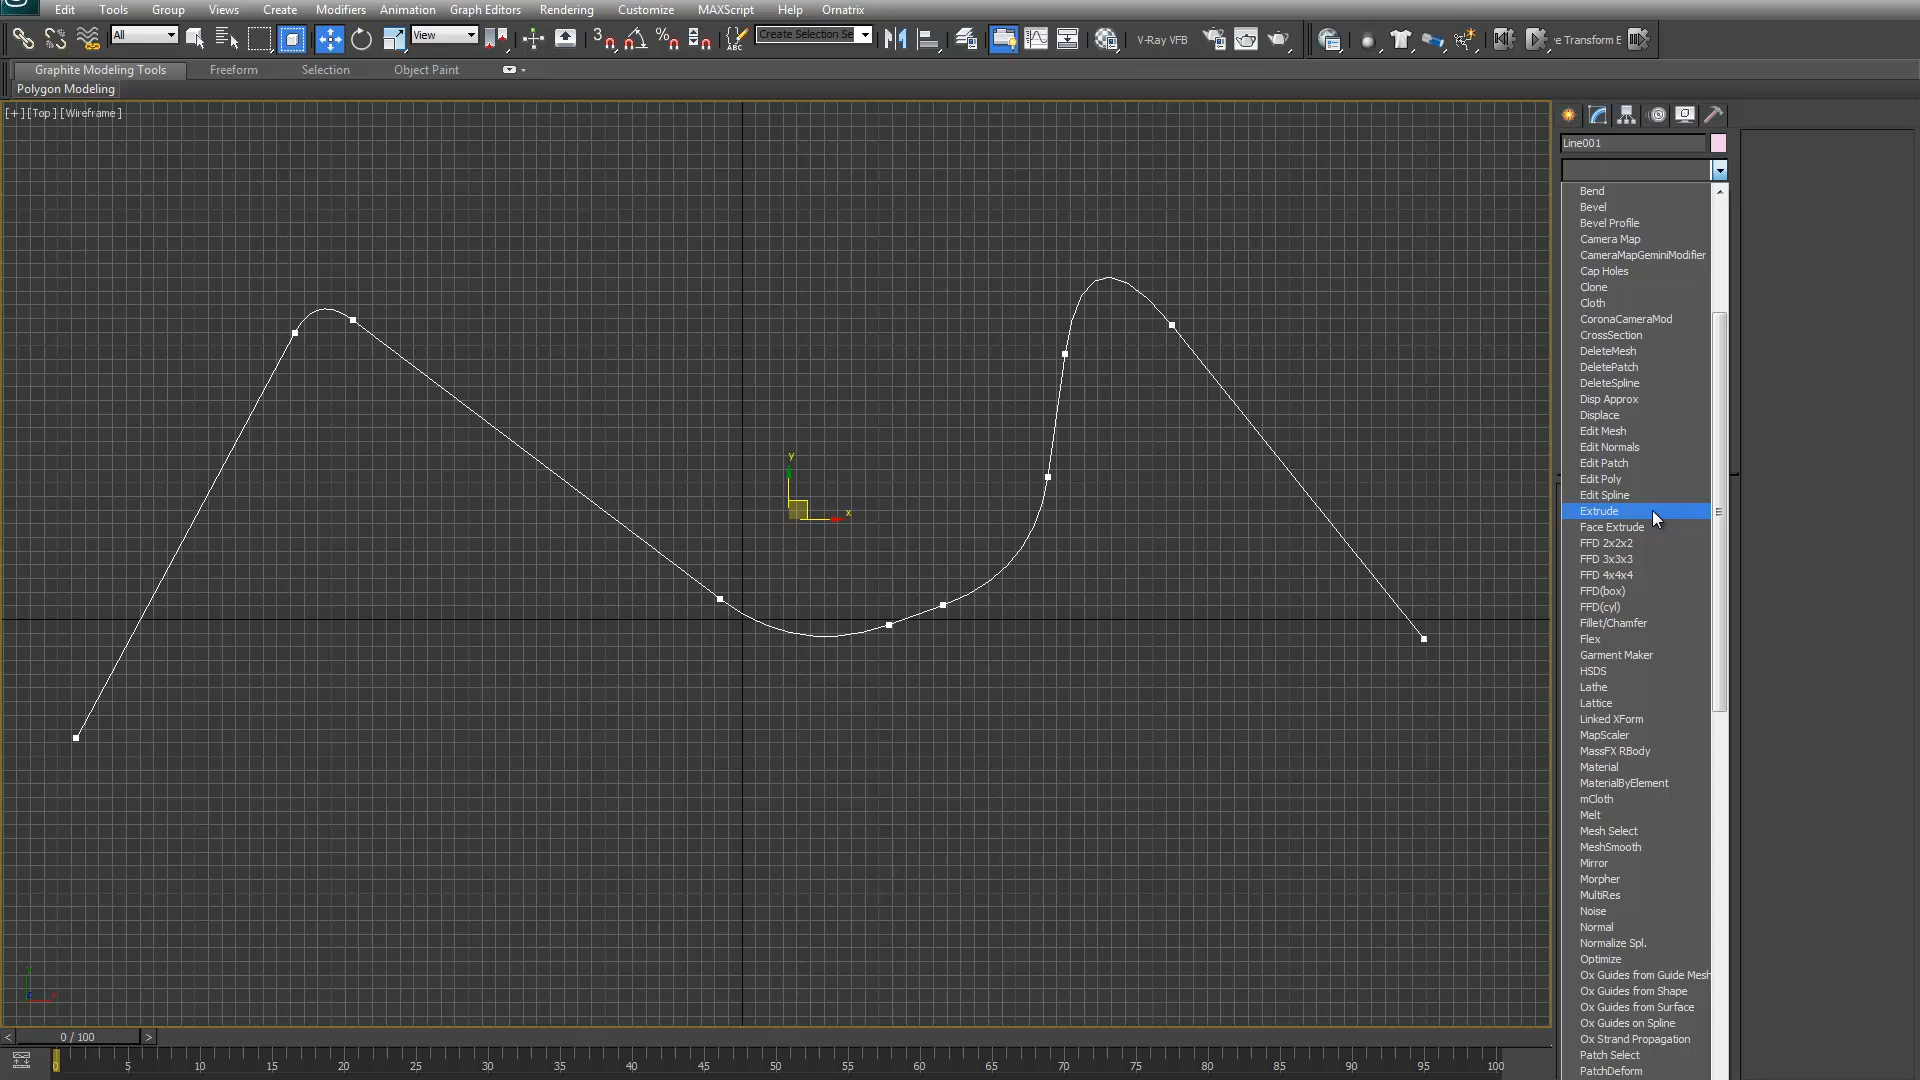 Edit Tools Group Views Create Modifiers Animation Graph Editors Rendering Customize MAXScript Help Ornatrix
All View 3 ABC Create Selection Se V-Ray VFB e Transform E
Graphite Modeling Tools Freeform Selection Object Paint
Polygon Modeling
[+] [Top] [Wireframe]
Line001
Bend
Bevel
Bevel Profile
Camera Map
CameraMapGeminiModifier
Cap Holes
Clone
Cloth
CoronaCameraMod
CrossSection
DeleteMesh
DeletePatch
DeleteSpline
Disp Approx
Displace
Edit Mesh
Edit Normals
Edit Patch
Edit Poly
Edit Spline
Extrude
Face Extrude
FFD 2x2x2
FFD 3x3x3
FFD 4x4x4
FFD(box)
FFD(cyl)
Fillet/Chamfer
Flex
Garment Maker
HSDS
Lathe
Lattice
Linked XForm
MapScaler
MassFX RBody
Material
MaterialByElement
mCloth
Melt
Mesh Select
MeshSmooth
Mirror
Morpher
MultiRes
Noise
Normal
Normalize Spl.
Optimize
Ox Guides from Guide Mesh
Ox Guides from Shape
Ox Guides from Surface
Ox Guides on Spline
Ox Strand Propagation
Patch Select
PatchDeform
y
x
< 0 / 100 >
0 5 10 15 20 25 30 35 40 45 50 55 60 65 70 75 80 85 90 95 100